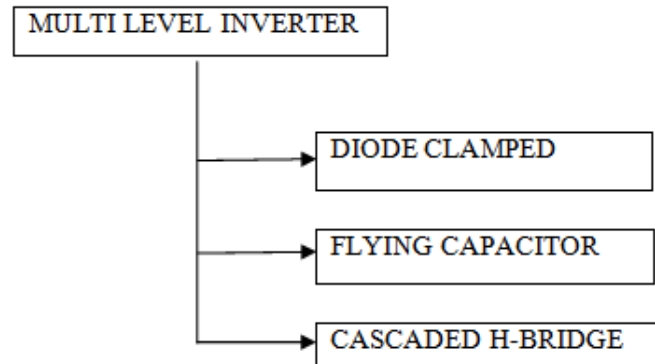 MULTI LEVEL INVERTER
DIODE CLAMPED
FLYING CAPACITOR
CASCADED H-BRIDGE